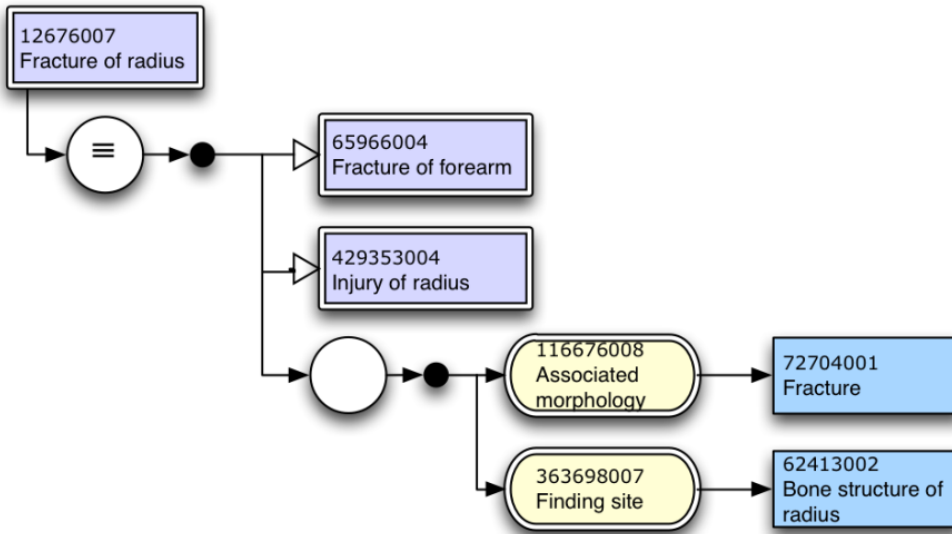 12676007
Fracture of radius
≡
65966004
Fracture of forearm
429353004
Injury of radius
116676008
Associated
morphology
72704001
Fracture
363698007
Finding site
62413002
Bone structure of
radius